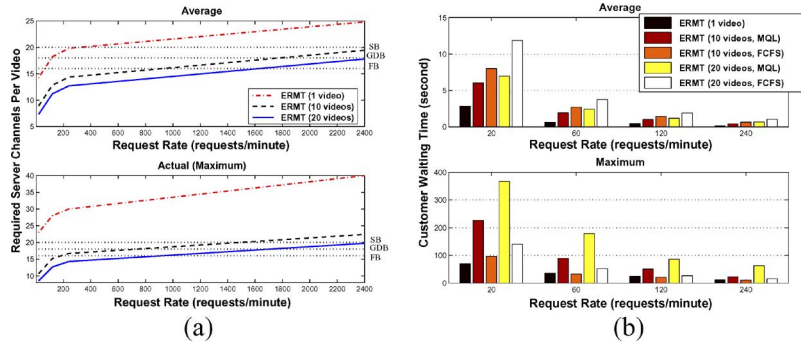 Average
Required Server Channels Per Video
25
20
15
10
5
SB
GDB
FB
ERMT (1 video)
ERMT (10 videos)
ERMT (20 videos)
200 400 600 800 1000 1200 1400 1600 1800 2000 2200 2400
Request Rate (requests/minute)
Actual (Maximum)
40
35
30
25
20
15
10
SB
GDB
FB
200 400 600 800 1000 1200 1400 1600 1800 2000 2200 2400
Request Rate (requests/minute)
(a)
Average
Customer Waiting Time (second)
15
10
5
0
ERMT (1 video)
ERMT (10 videos, MQL)
ERMT (10 videos, FCFS)
ERMT (20 videos, MQL)
ERMT (20 videos, FCFS)
20 60 120 240
Request Rate (requests/minute)
Maximum
400
300
200
100
0
20 60 120 240
Request Rate (requests/minute)
(b)